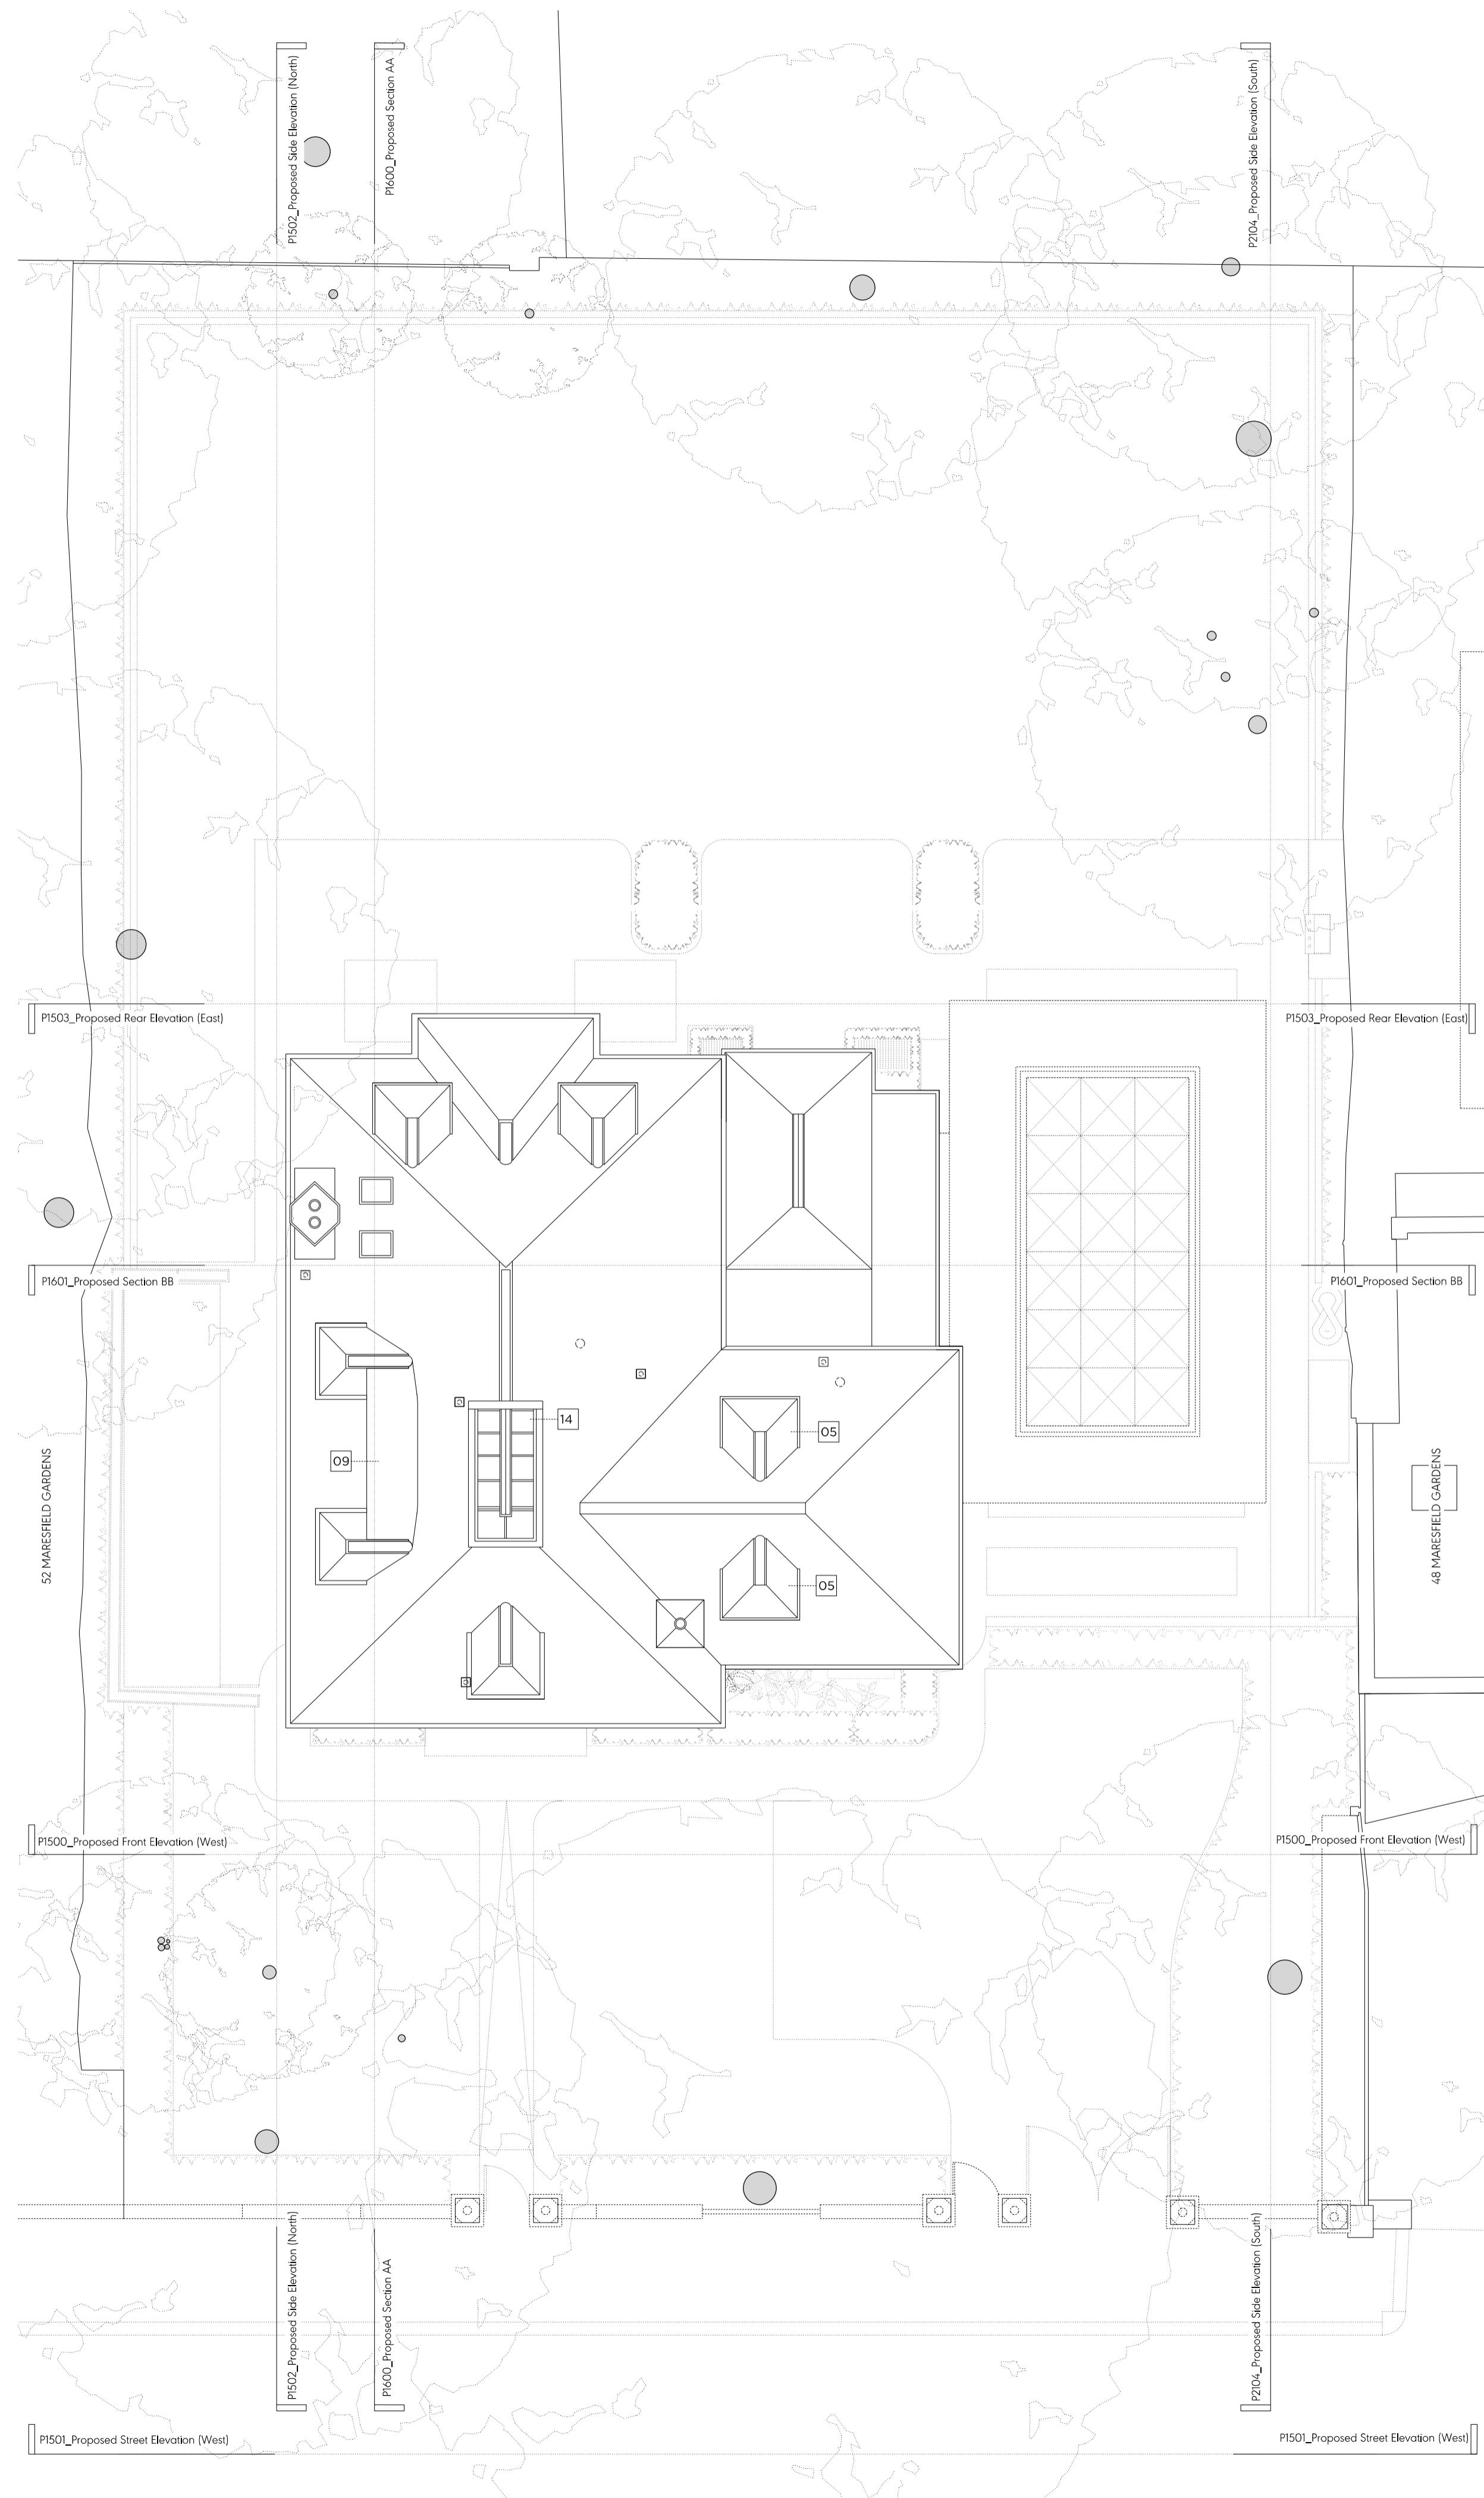 P1502_Proposed Side Elevation (North)
P1600_Proposed Section AA
P2104_Proposed Side Elevation (South)
P1503_Proposed Rear Elevation (East)
P1503_Proposed Rear Elevation (East)
P1601_Proposed Section BB
P1601_Proposed Section BB
14
05
09
52 MARESFIELD GARDENS
48 MARESFIELD GARDENS
05
P1500_Proposed Front Elevation (West)
P1500_Proposed Front Elevation (West)
P1502_Proposed Side Elevation (North)
P1600_Proposed Section AA
P2104_Proposed Side Elevation (South)
P1501_Proposed Street Elevation (West)
P1501_Proposed Street Elevation (West)